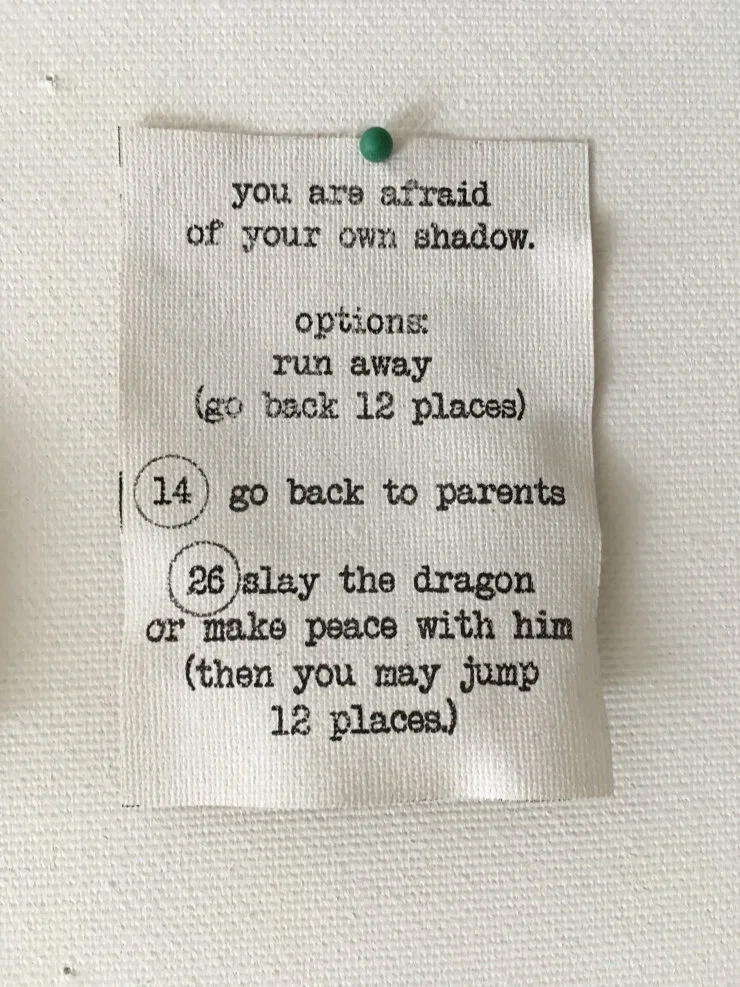 you are afraid
of your own shadow.
options:
run away
(go back 12 places)
14 go back to parents
26 slay the dragon
or make peace with him
(then you may jump
12 places.)